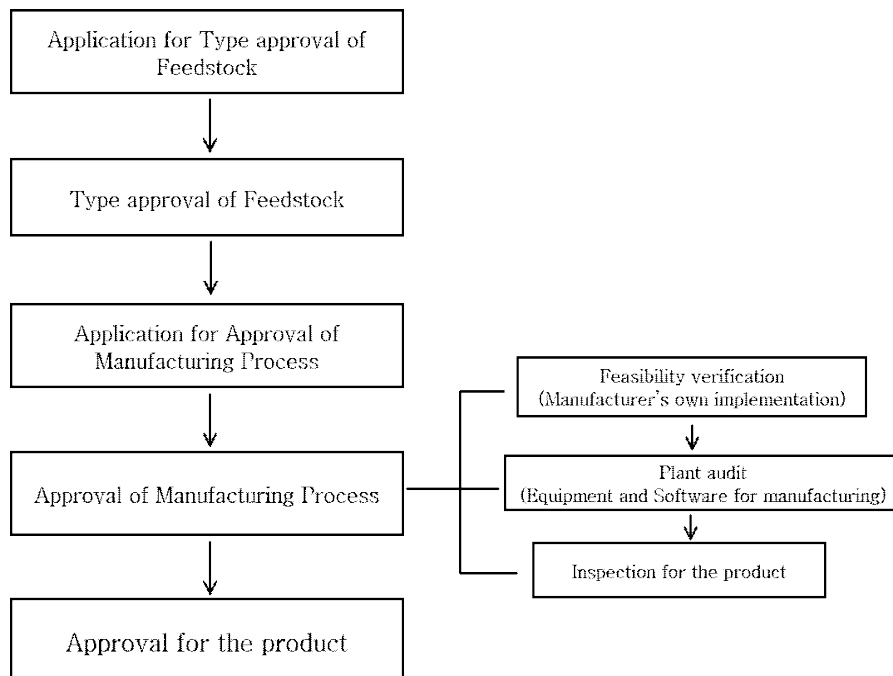 Application for Type approval of
Feedstock
Type approval of Feedstock
Application for Approval of
Manufacturing Process
Approval of Manufacturing Process
Approval for the product
Feasibility verification
(Manufacturer's own implementation)
Plant audit
(Equipment and Software for manufacturing)
Inspection for the product